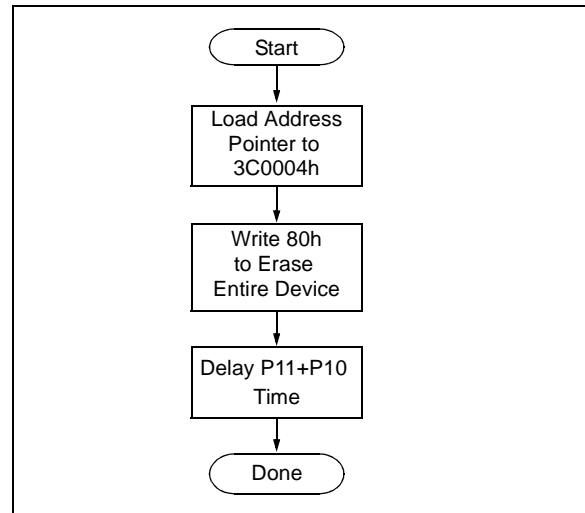 Start
Load Address
Pointer to
3C0004h
Write 80h
to Erase
Entire Device
Delay P11+P10
Time
Done